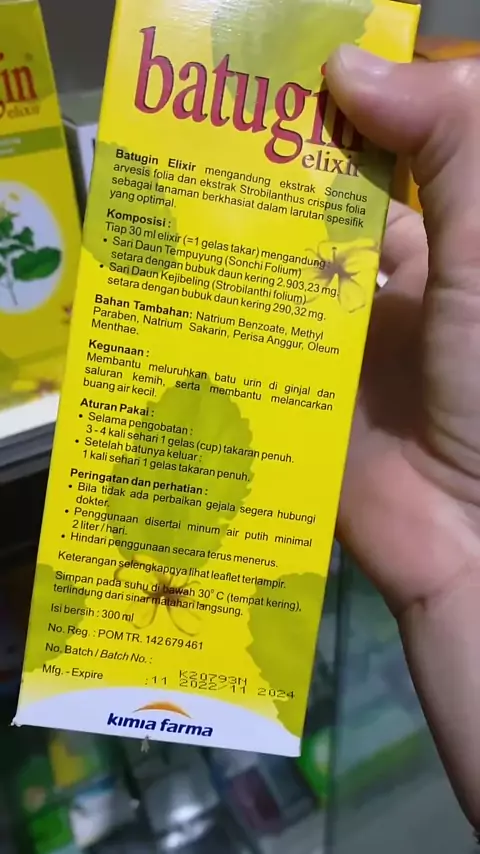 batugin
elixir
Batugin Elixir mengandung ekstrak Sonchus
arvesis folia dan ekstrak Strobilanthus crispus folia
sebagai tanaman berkhasiat dalam larutan spesifik
yang optimal.
Komposisi :
Tiap 30 ml elixir (=1 gelas takar) mengandung:
• Sari Daun Tempuyung (Sonchi Folium)
setara dengan bubuk daun kering 2.903,23 mg.
• Sari Daun Kejibeling (Strobilanthi folium)
setara dengan bubuk daun kering 290,32 mg.
Bahan Tambahan: Natrium Benzoate, Methyl
Paraben, Natrium Sakarin, Perisa Anggur, Oleum
Menthae.
Kegunaan :
Membantu meluruhkan batu urin di ginjal dan
saluran kemih, serta membantu melancarkan
buang air kecil.
Aturan Pakai :
• Selama pengobatan :
3 - 4 kali sehari 1 gelas (cup) takaran penuh.
• Setelah batunya keluar :
1 kali sehari 1 gelas takaran penuh.
Peringatan dan perhatian :
• Bila tidak ada perbaikan gejala segera hubungi
dokter.
• Penggunaan disertai minum air putih minimal
2 liter / hari.
• Hindari penggunaan secara terus menerus.
Keterangan selengkapnya lihat leaflet terlampir.
Simpan pada suhu di bawah 30° C (tempat kering),
terlindung dari sinar matahari langsung.
Isi bersih : 300 ml
No. Reg. : POM TR. 142 679 461
No. Batch / Batch No. : K20793N
Mfg. - Expire : 11 2022/11 2024
kimia farma
gin
elixir